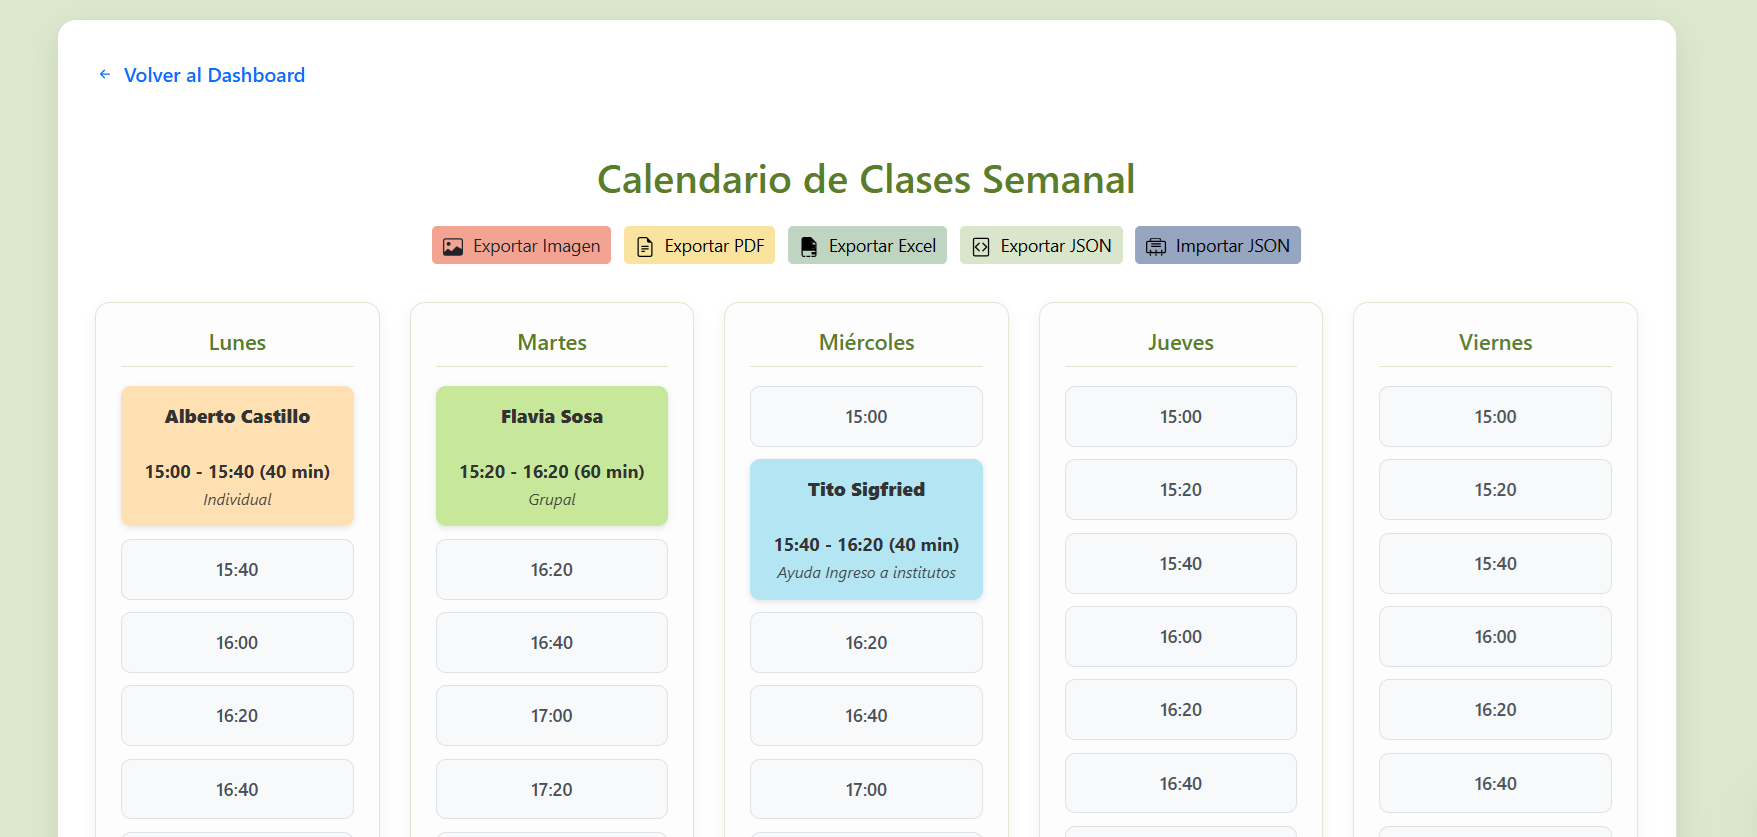 Volver al Dashboard
Calendario de Clases Semanal
Exportar Imagen
Exportar PDF
Exportar Excel
Exportar JSON
Importar JSON
Lunes
Alberto Castillo
15:00 - 15:40 (40 min)
Individual
15:40
16:00
16:20
16:40
Martes
Flavia Sosa
15:20 - 16:20 (60 min)
Grupal
16:20
16:40
17:00
17:20
Miércoles
15:00
Tito Sigfried
15:40 - 16:20 (40 min)
Ayuda Ingreso a institutos
16:20
16:40
17:00
Jueves
15:00
15:20
15:40
16:00
16:20
16:40
Viernes
15:00
15:20
15:40
16:00
16:20
16:40